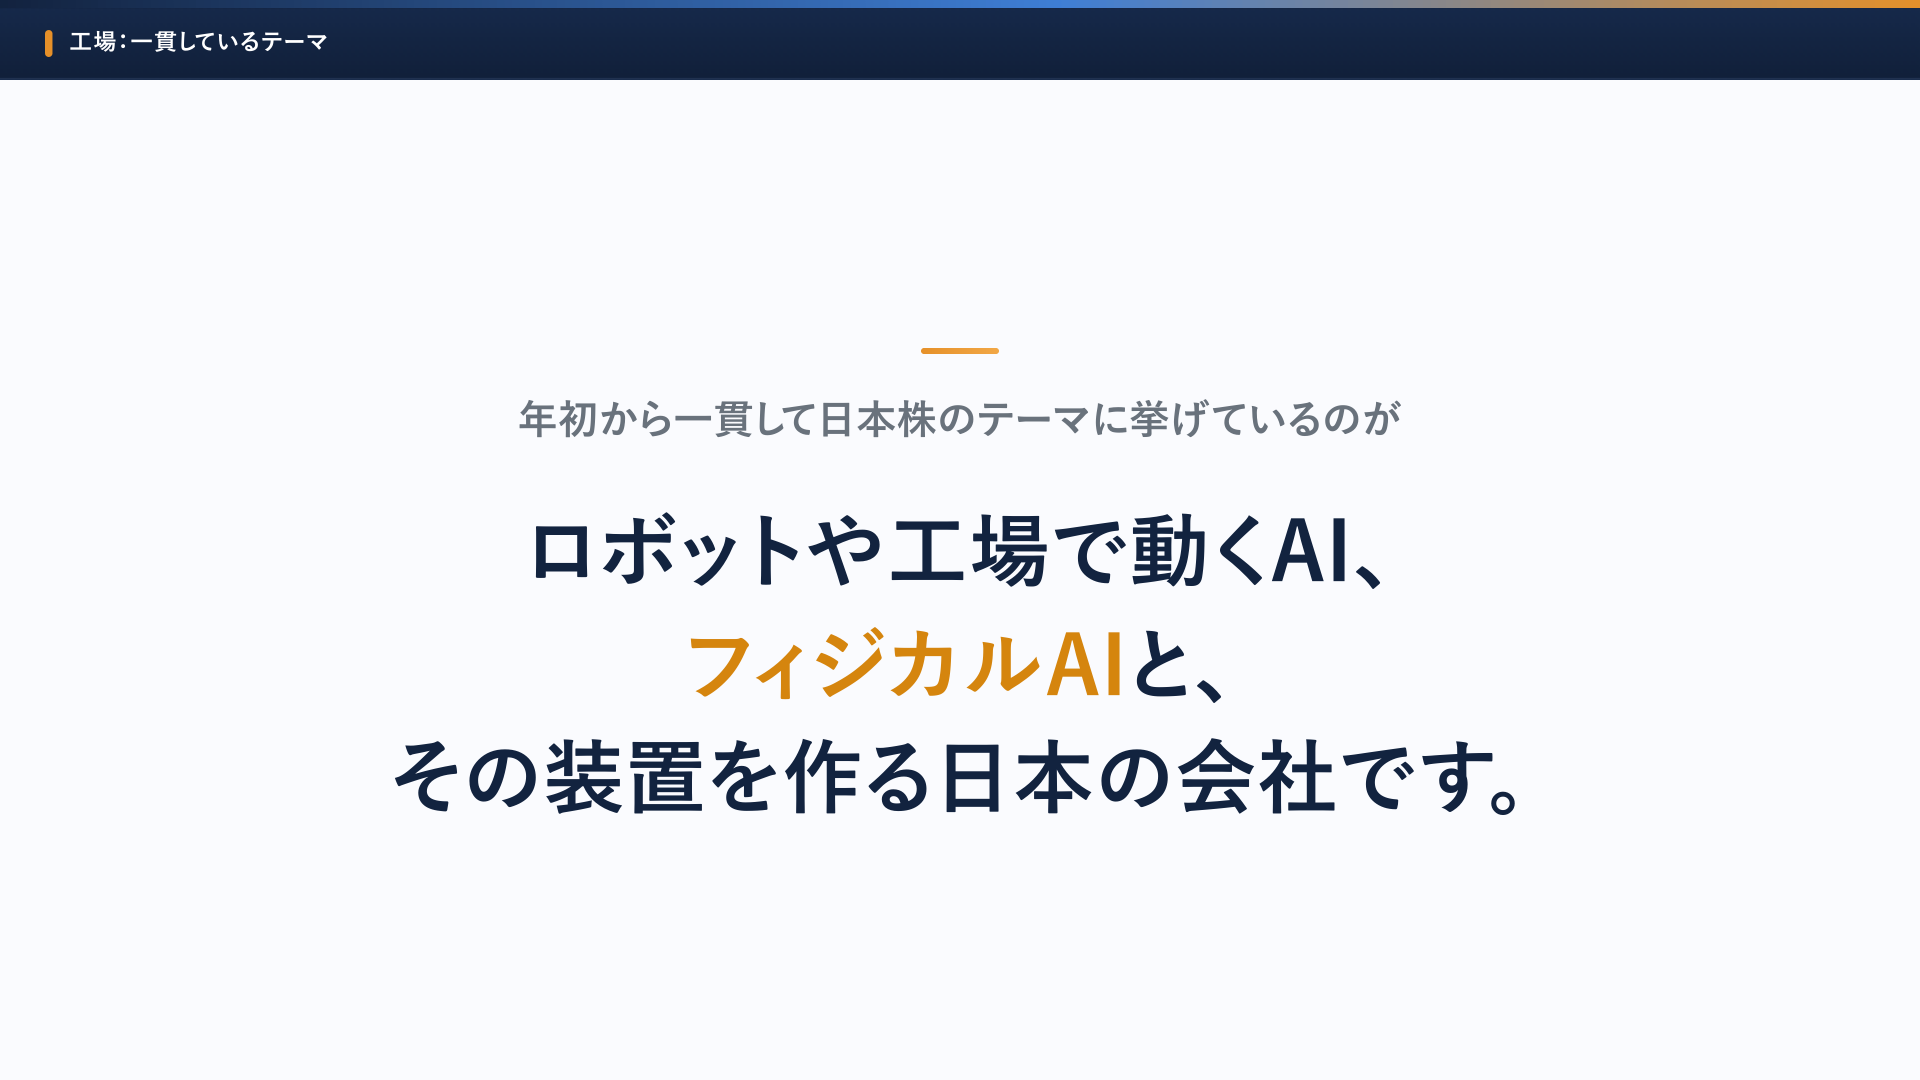 工場：一貫しているテーマ
年初から一貫して日本株のテーマに挙げているのが
ロボットや工場で動くAI、
フィジカルAIと、
その装置を作る日本の会社です。